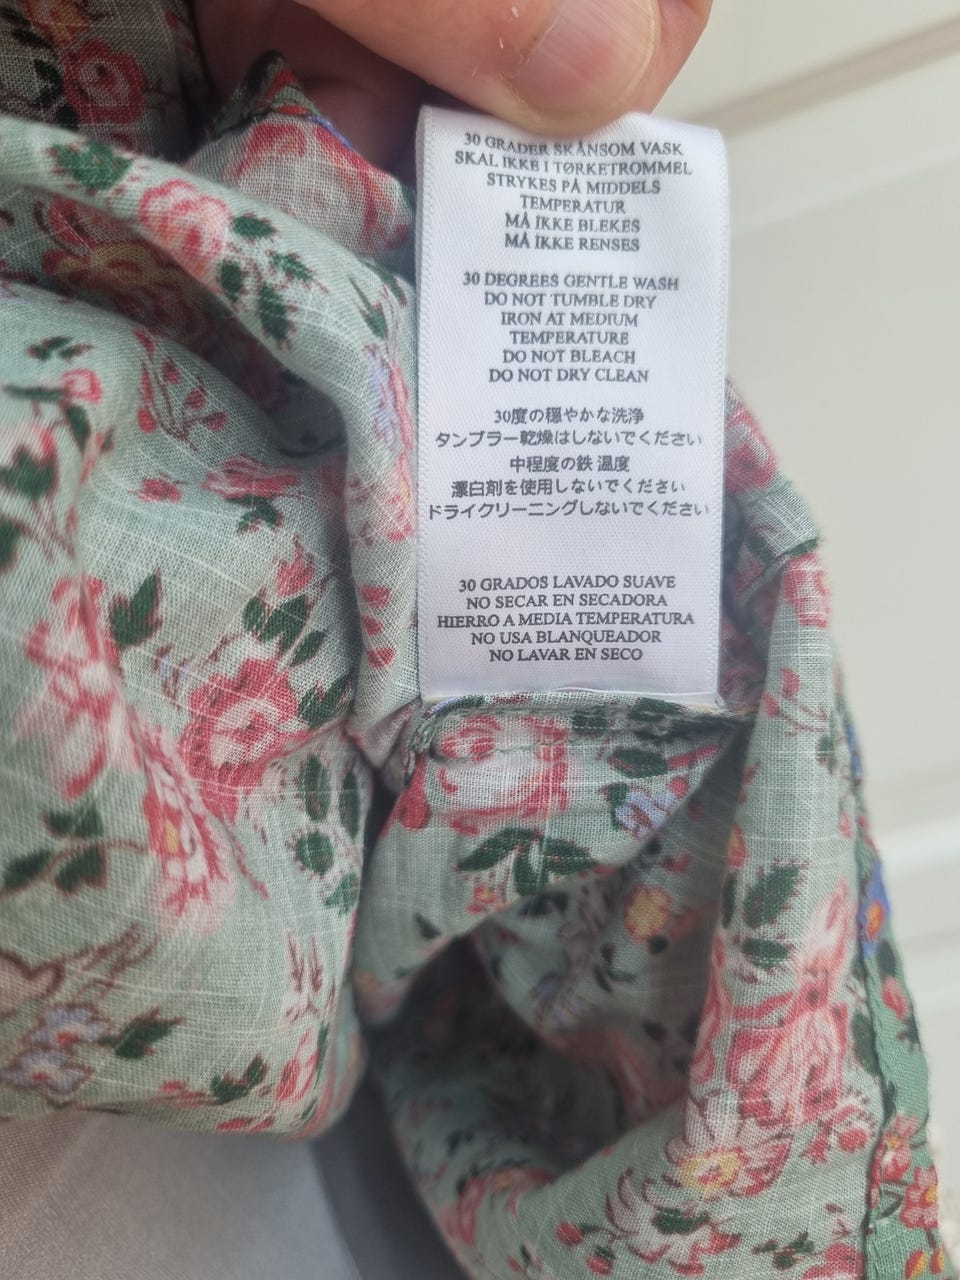 30 GRADER SKÅNSOM VASK
SKAL IKKE I TØRKETROMMEL
STRYKES PÅ MIDDELS
TEMPERATUR
MÅ IKKE BLEKES
MÅ IKKE RENSES
30 DEGREES GENTLE WASH
DO NOT TUMBLE DRY
IRON AT MEDIUM
TEMPERATURE
DO NOT BLEACH
DO NOT DRY CLEAN
30度の穏やかな洗浄
タンブラー乾燥はしないでください
中程度の鉄 温度
漂白剤を使用しないでください
ドライクリーニングしないでください
30 GRADOS LAVADO SUAVE
NO SECAR EN SECADORA
HIERRO A MEDIA TEMPERATURA
NO USA BLANQUEADOR
NO LAVAR EN SECO